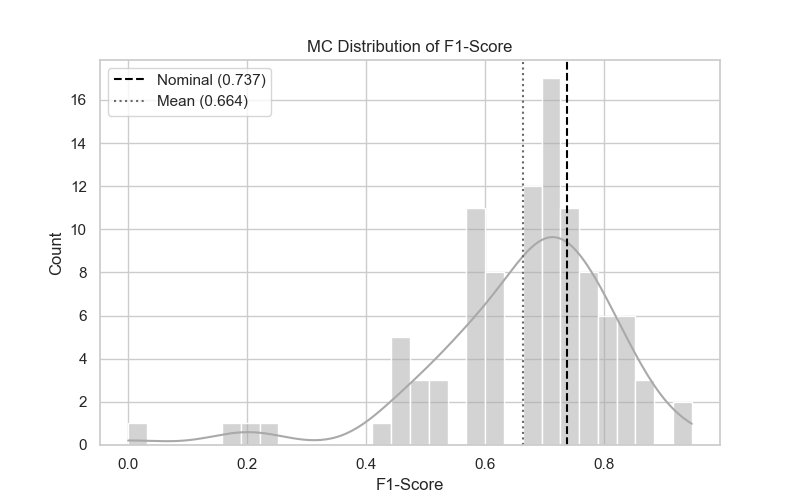 MC Distribution of F1-Score
Nominal (0.737)
Mean (0.664)
16
14
12
10
8
6
4
2
0
Count
0.0 0.2 0.4 0.6 0.8
F1-Score